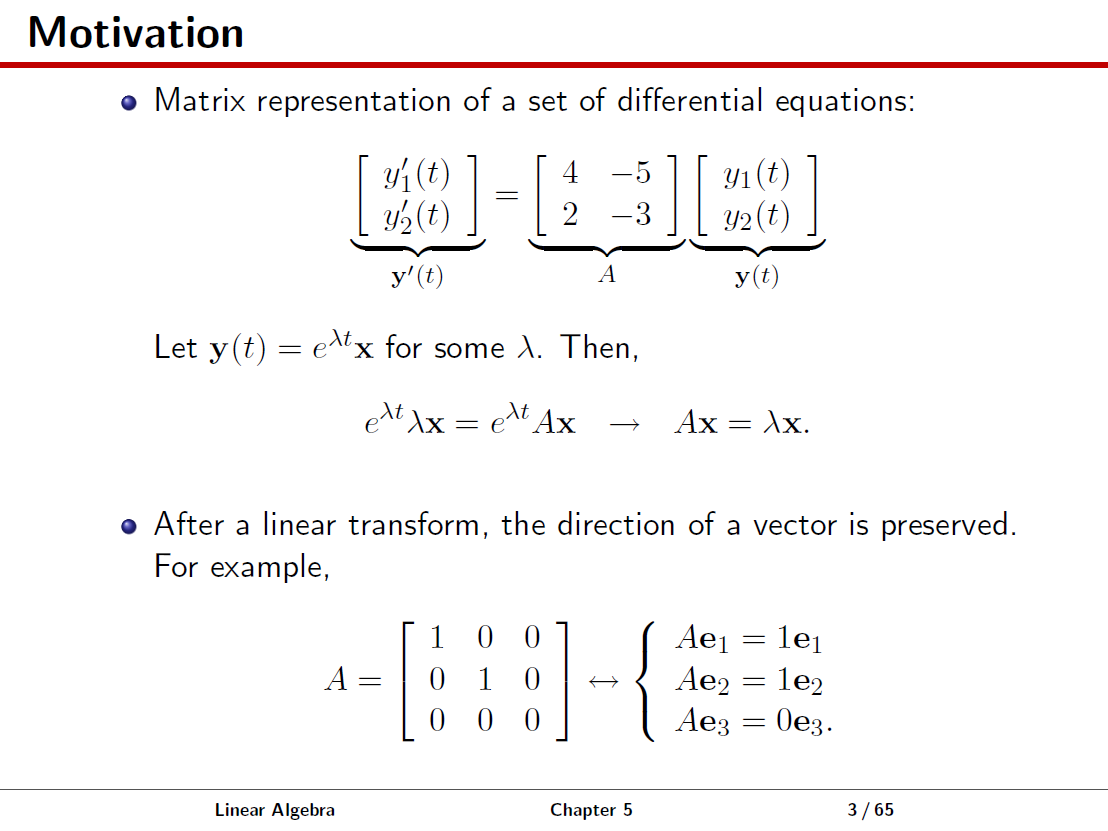 Motivation
Matrix representation of a set of differential equations:
[ y′₁(t) ; y′₂(t) ] = [ 4 −5 ; 2 −3 ] [ y₁(t) ; y₂(t) ]
y′(t) A y(t)
Let y(t) = e^{λt}x for some λ. Then,
e^{λt}λx = e^{λt}Ax → Ax = λx.
After a linear transform, the direction of a vector is preserved.
For example,
A = [ 1 0 0 ; 0 1 0 ; 0 0 0 ] ↔ { Ae₁ = 1e₁
Ae₂ = 1e₂
Ae₃ = 0e₃.
Linear Algebra Chapter 5 3 / 65